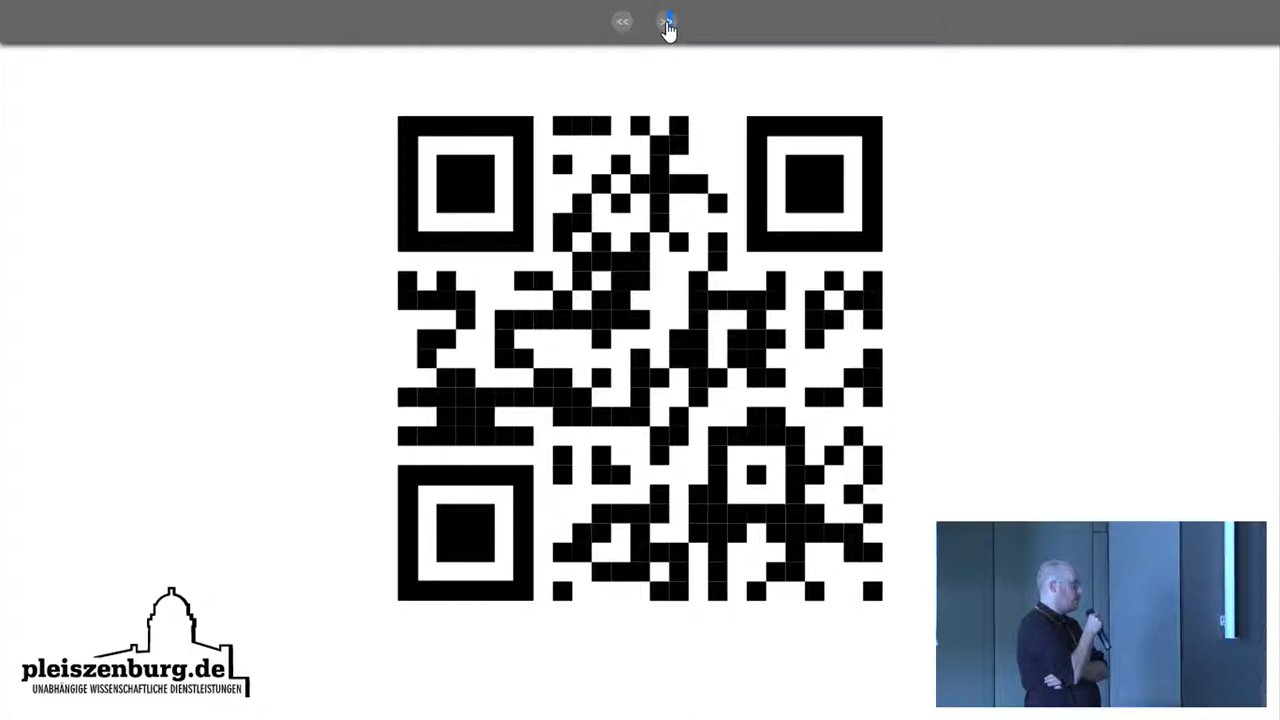 <<
>>
pleiszenburg.de
UNABHÄNGIGE WISSENSCHAFTLICHE DIENSTLEISTUNGEN